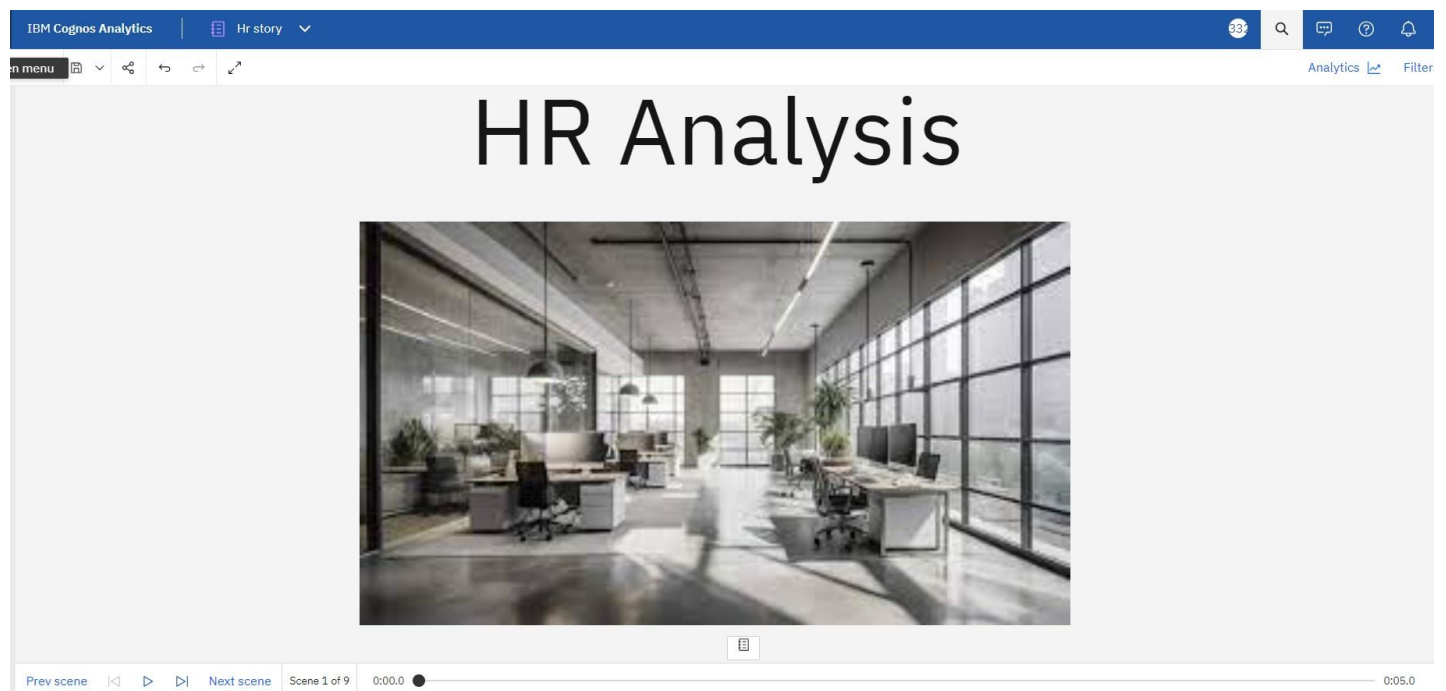 IBM Cognos Analytics Hr story
en menu Analytics Filter
HR Analysis
Prev scene Next scene Scene 1 of 9 0:00.0 0:05.0